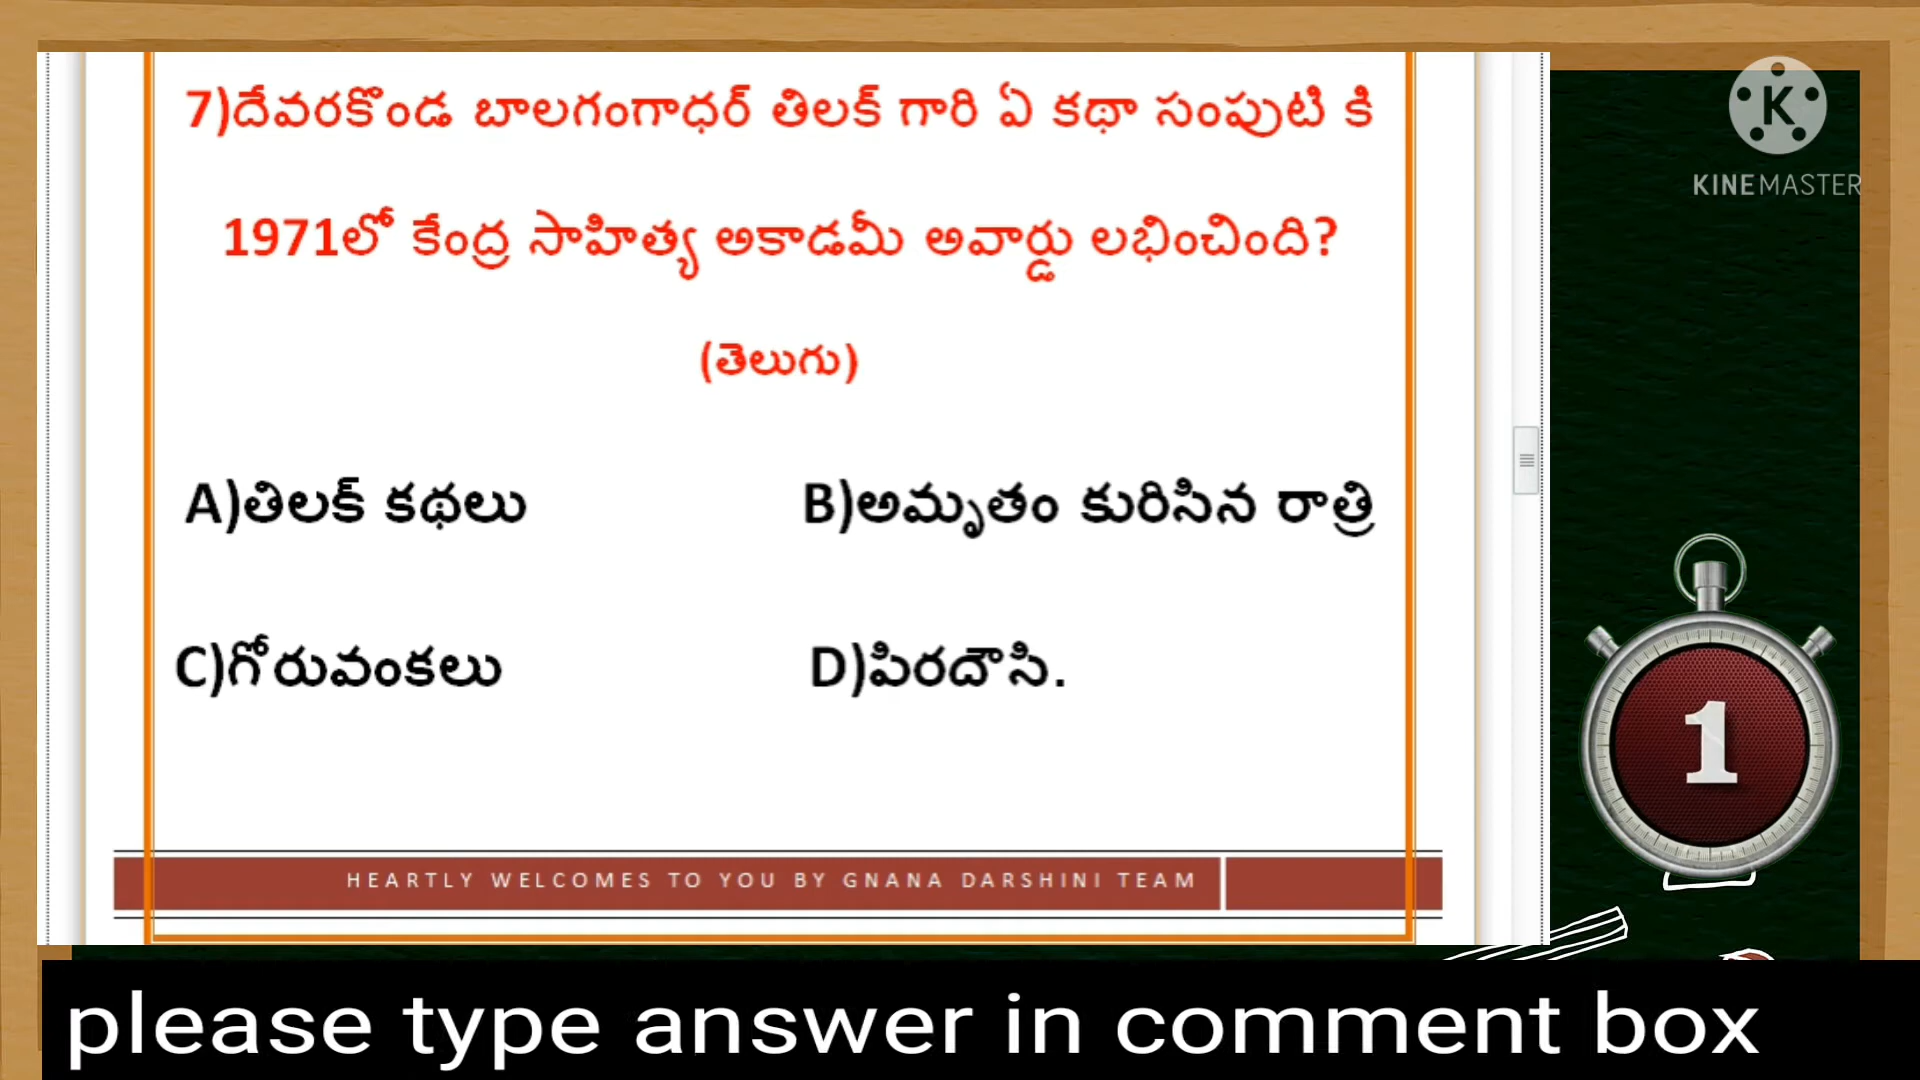 7)దేవరకొండ బాలగంగాధర్ తిలక్ గారి ఏ కథా సంపుటి కి
1971లో కేంద్ర సాహిత్య అకాడమీ అవార్డు లభించింది?
(తెలుగు)
A)తిలక్ కథలు B)అమృతం కురిసిన రాత్రి
C)గోరువంకలు D)పిరదౌసి.
HEARTLY WELCOMES TO YOU BY GNANA DARSHINI TEAM
K
KINEMASTER
1
please type answer in comment box